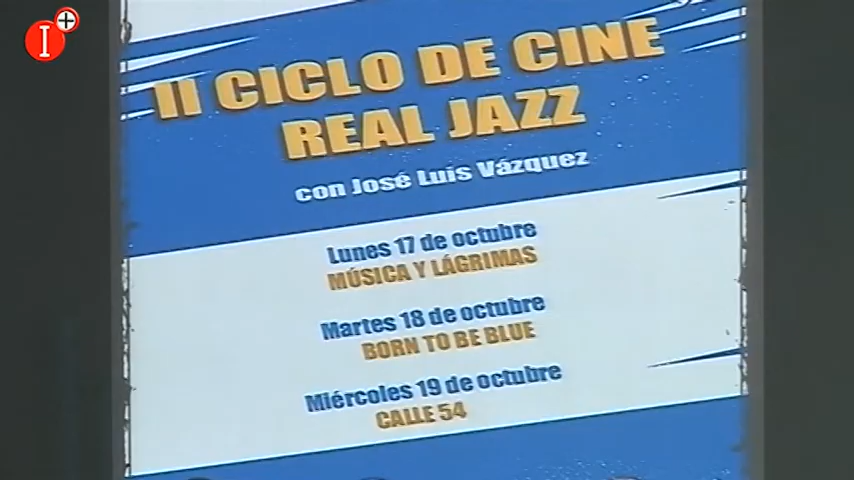 I+
II CICLO DE CINE
REAL JAZZ
con José Luis Vázquez
Lunes 17 de octubre
MÚSICA Y LÁGRIMAS
Martes 18 de octubre
BORN TO BE BLUE
Miércoles 19 de octubre
CALLE 54